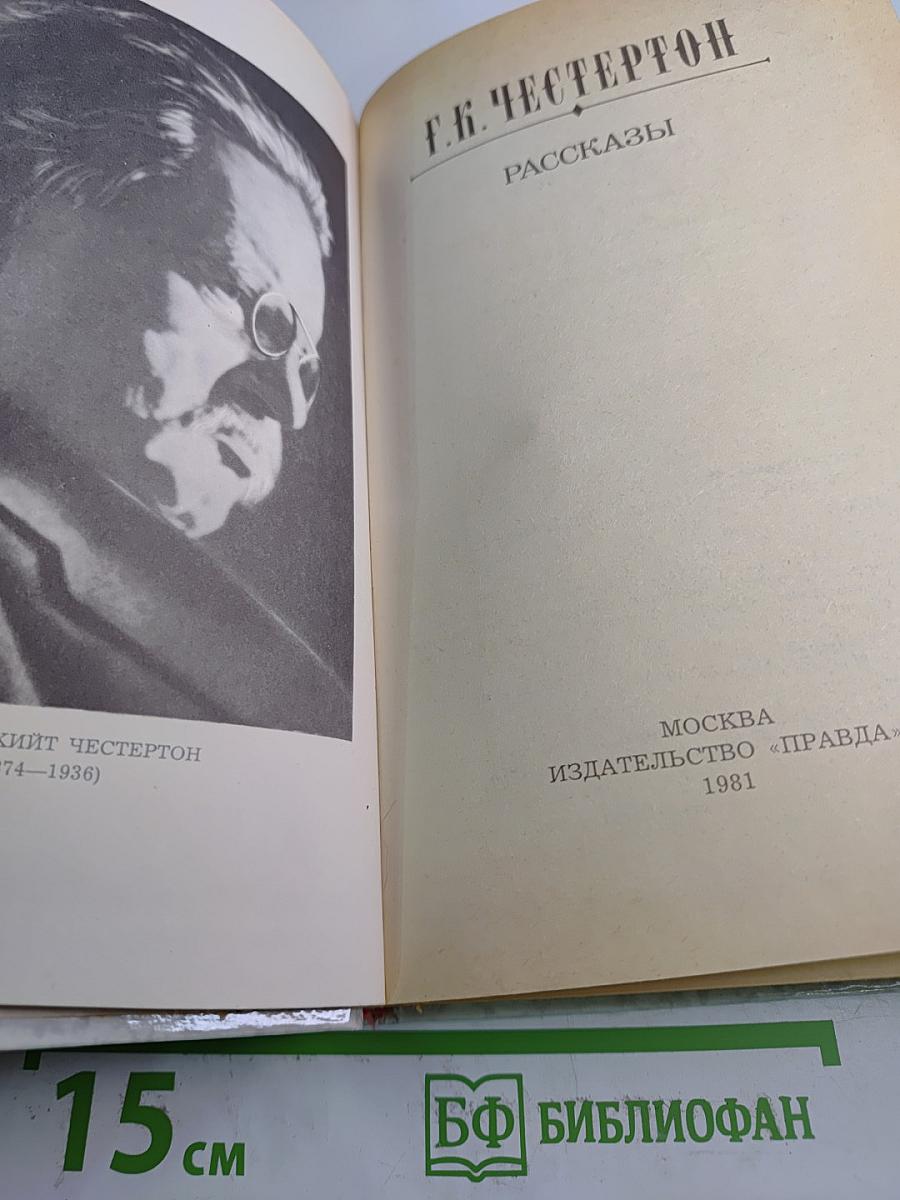 КИЙТ ЧЕСТЕРТОН
74—1936)
Г. К. ЧЕСТЕРТОН
РАССКАЗЫ
МОСКВА
ИЗДАТЕЛЬСТВО «ПРАВДА»
1981
15 см
БФ БИБЛИОФАН